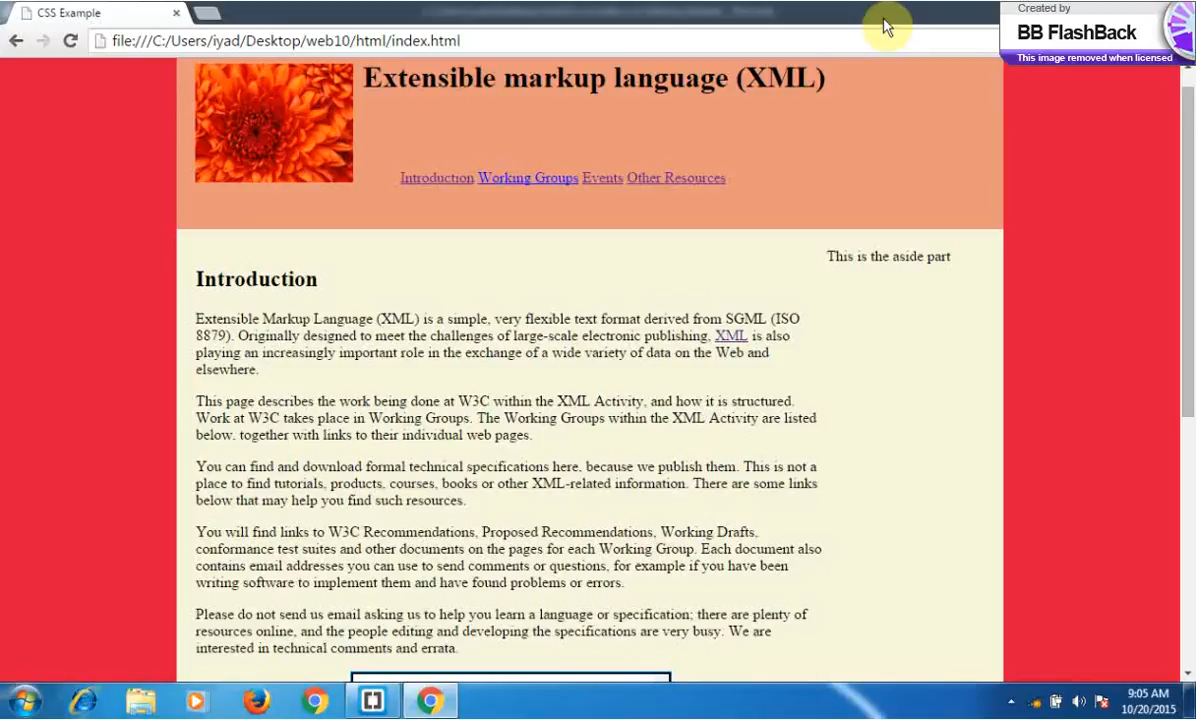 CSS Example
Created by
BB FlashBack
This image removed when licensed
file:///C:/Users/iyad/Desktop/web10/html/index.html
Extensible markup language (XML)
Introduction Working Groups Events Other Resources
This is the aside part
Introduction
Extensible Markup Language (XML) is a simple, very flexible text format derived from SGML (ISO
8879). Originally designed to meet the challenges of large-scale electronic publishing, XML is also
playing an increasingly important role in the exchange of a wide variety of data on the Web and
elsewhere.
This page describes the work being done at W3C within the XML Activity, and how it is structured.
Work at W3C takes place in Working Groups. The Working Groups within the XML Activity are listed
below, together with links to their individual web pages.
You can find and download formal technical specifications here, because we publish them. This is not a
place to find tutorials, products, courses, books or other XML-related information. There are some links
below that may help you find such resources.
You will find links to W3C Recommendations, Proposed Recommendations, Working Drafts,
conformance test suites and other documents on the pages for each Working Group. Each document also
contains email addresses you can use to send comments or questions, for example if you have been
writing software to implement them and have found problems or errors.
Please do not send us email asking us to help you learn a language or specification; there are plenty of
resources online, and the people editing and developing the specifications are very busy. We are
interested in technical comments and errata.
9:05 AM
10/20/2015